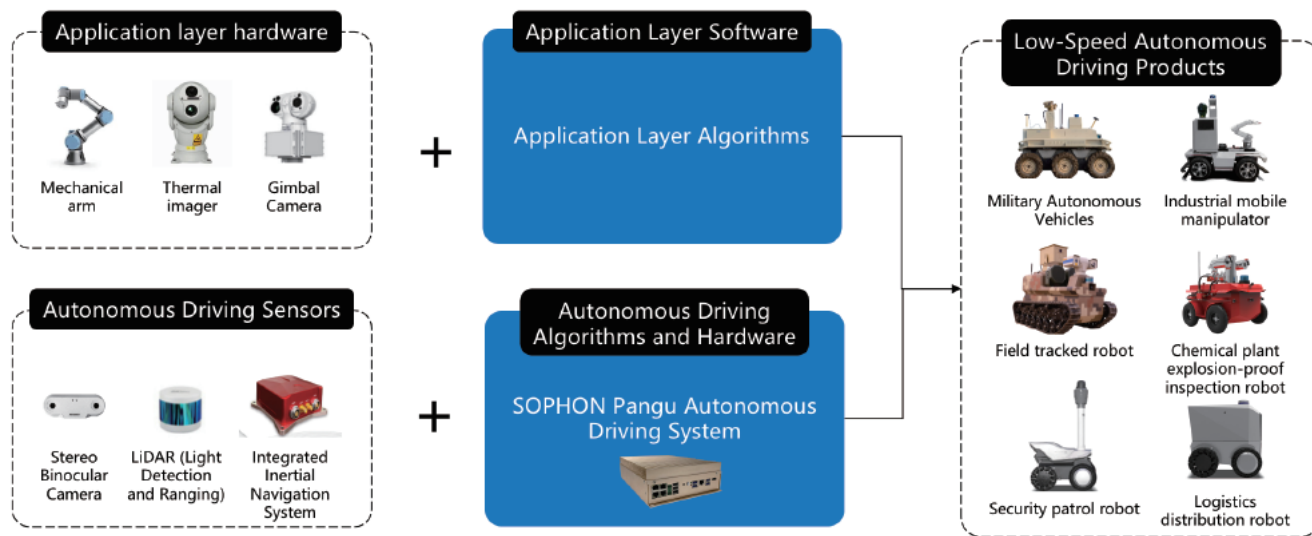 Application layer hardware
Mechanical
arm
Thermal
imager
Gimbal
Camera
+
Application Layer Software
Application Layer Algorithms
Autonomous Driving Sensors
Stereo
Binocular
Camera
LiDAR (Light
Detection
and Ranging)
Integrated
Inertial
Navigation
System
+
Autonomous Driving
Algorithms and Hardware
SOPHON Pangu Autonomous
Driving System
Low-Speed Autonomous
Driving Products
Military Autonomous
Vehicles
Industrial mobile
manipulator
Field tracked robot
Chemical plant
explosion-proof
inspection robot
Security patrol robot
Logistics
distribution robot